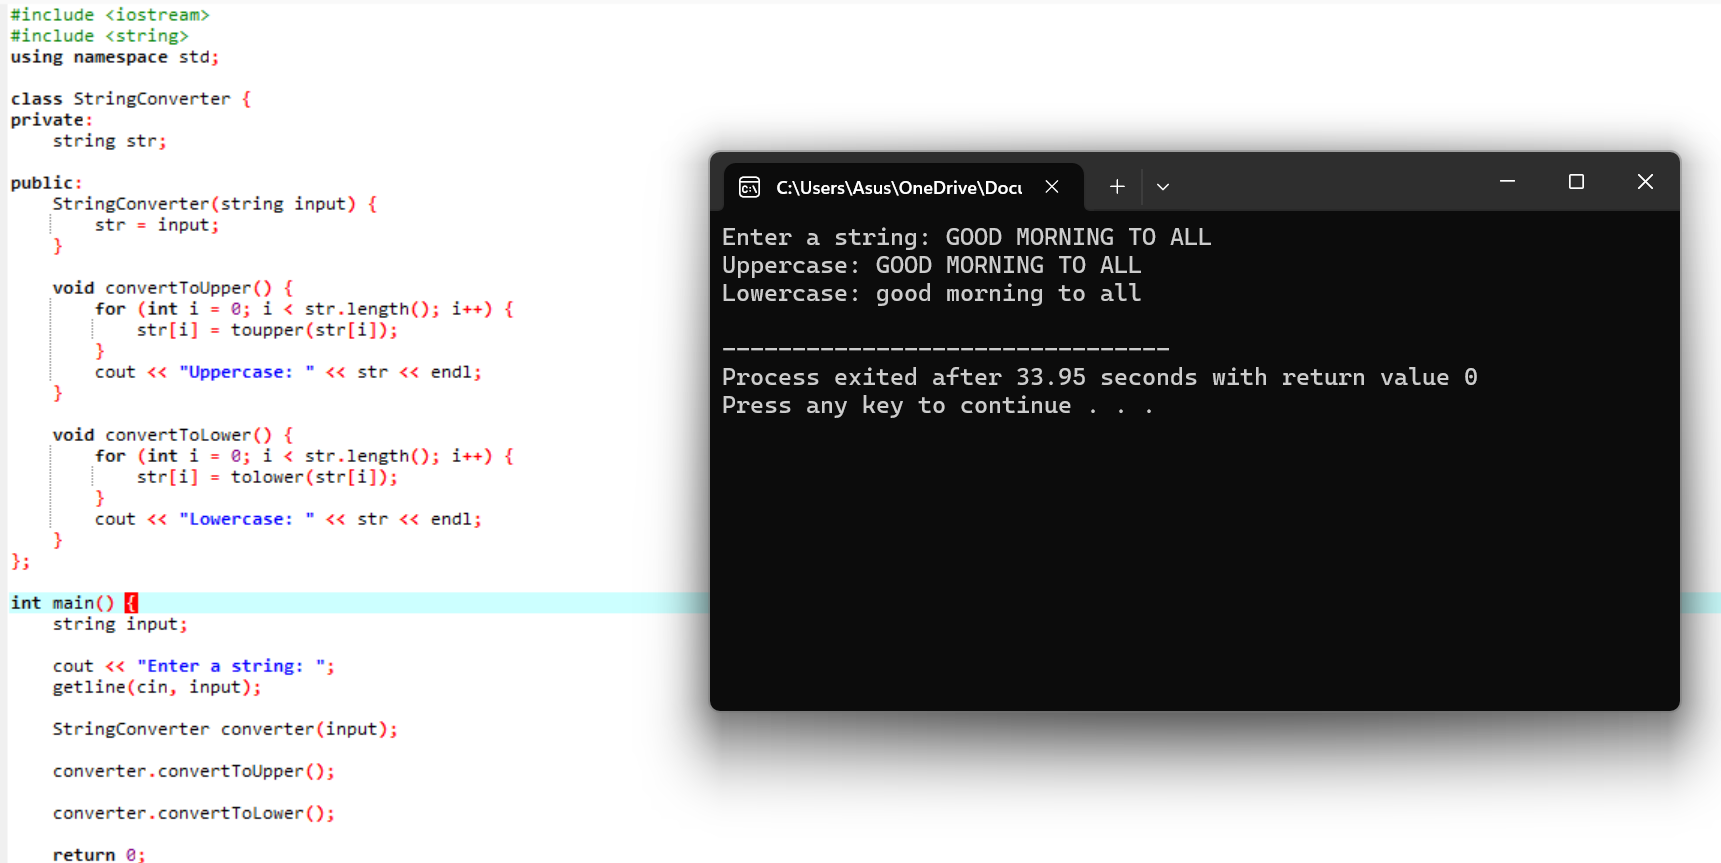 #include <iostream>
#include <string>
using namespace std;
class StringConverter {
private:
    string str;
public:
    StringConverter(string input) {
        str = input;
    }
    void convertToUpper() {
        for (int i = 0; i < str.length(); i++) {
            str[i] = toupper(str[i]);
        }
        cout << "Uppercase: " << str << endl;
    }
    void convertToLower() {
        for (int i = 0; i < str.length(); i++) {
            str[i] = tolower(str[i]);
        }
        cout << "Lowercase: " << str << endl;
    }
};
int main() {
    string input;
    cout << "Enter a string: ";
    getline(cin, input);
    StringConverter converter(input);
    converter.convertToUpper();
    converter.convertToLower();
    return 0;
C:\Users\Asus\OneDrive\Docu
Enter a string: GOOD MORNING TO ALL
Uppercase: GOOD MORNING TO ALL
Lowercase: good morning to all
--------------------------------
Process exited after 33.95 seconds with return value 0
Press any key to continue . . .